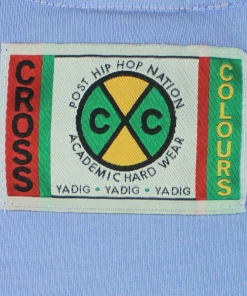 CROSS
POST HIP HOP NATION
C C
ACADEMIC HARD WEAR
YADIG • YADIG • YADIG
COLOURS